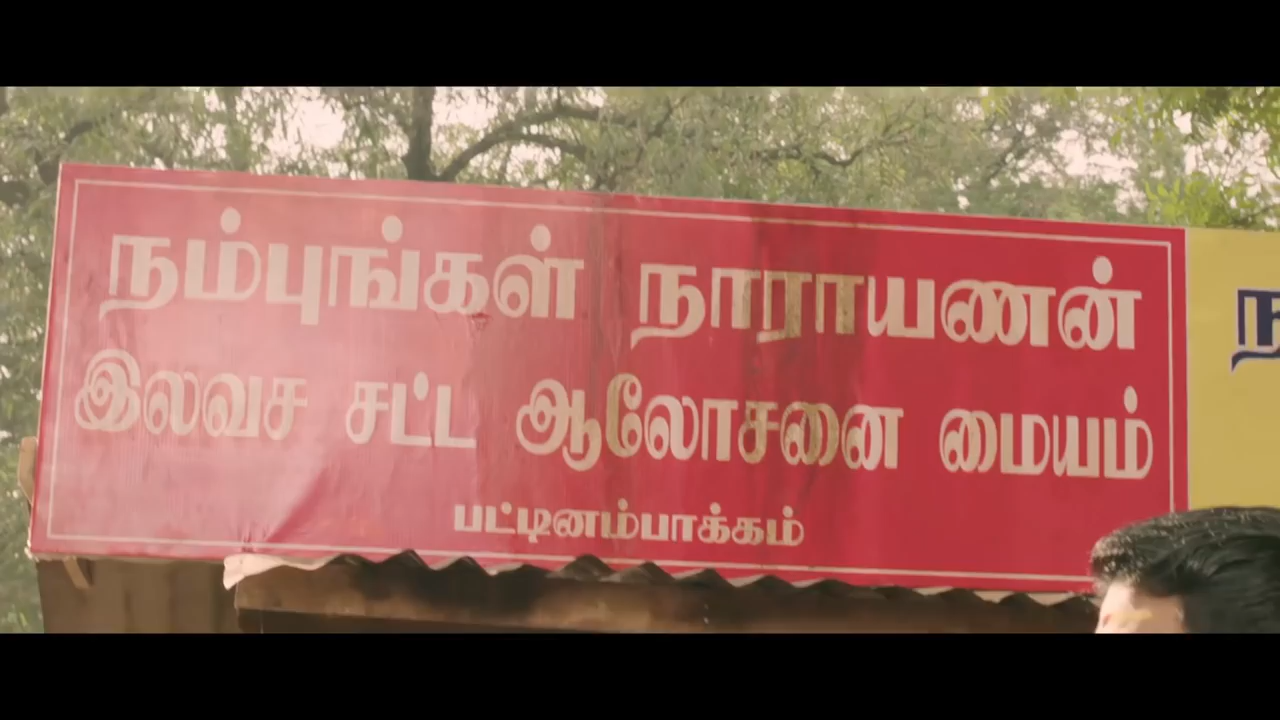 நம்புங்கள் நாராயணன்
இலவச சட்ட ஆலோசனை மையம்
பட்டினம்பாக்கம்